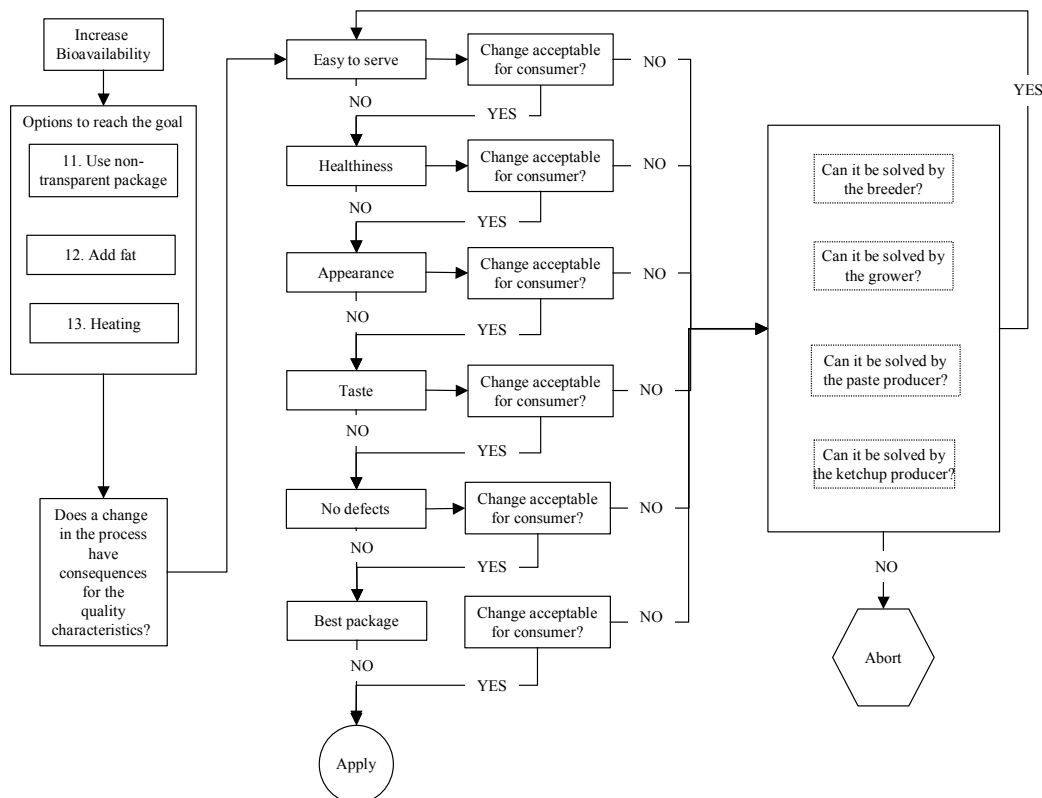 Increase
Bioavailability
Options to reach the goal
11. Use non-
transparent package
12. Add fat
13. Heating
Does a change
in the process
have
consequences
for the
quality
characteristics?
Easy to serve
Change acceptable
for consumer?
NO
NO
YES
Healthiness
Change acceptable
for consumer?
NO
NO
YES
Appearance
Change acceptable
for consumer?
NO
NO
YES
Taste
Change acceptable
for consumer?
NO
NO
YES
No defects
Change acceptable
for consumer?
NO
NO
YES
Best package
Change acceptable
for consumer?
NO
NO
YES
Apply
YES
Can it be solved by
the breeder?
Can it be solved by
the grower?
Can it be solved by
the paste producer?
Can it be solved by
the ketchup producer?
NO
Abort